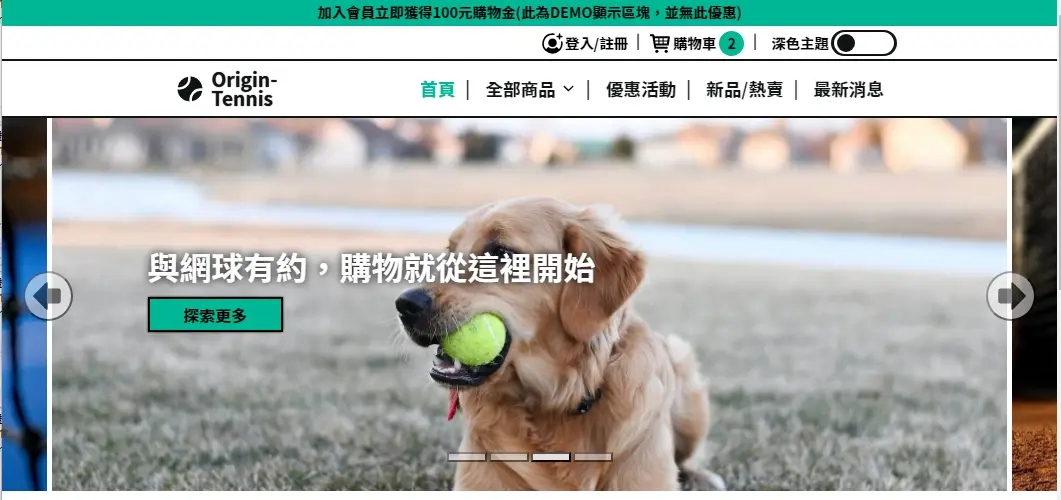 加入會員立即獲得100元購物金(此為DEMO顯示區塊，並無此優惠)
登入/註冊 | 購物車 2 | 深色主題
Origin-
Tennis
首頁 | 全部商品 | 優惠活動 | 新品/熱賣 | 最新消息
與網球有約，購物就從這裡開始
探索更多